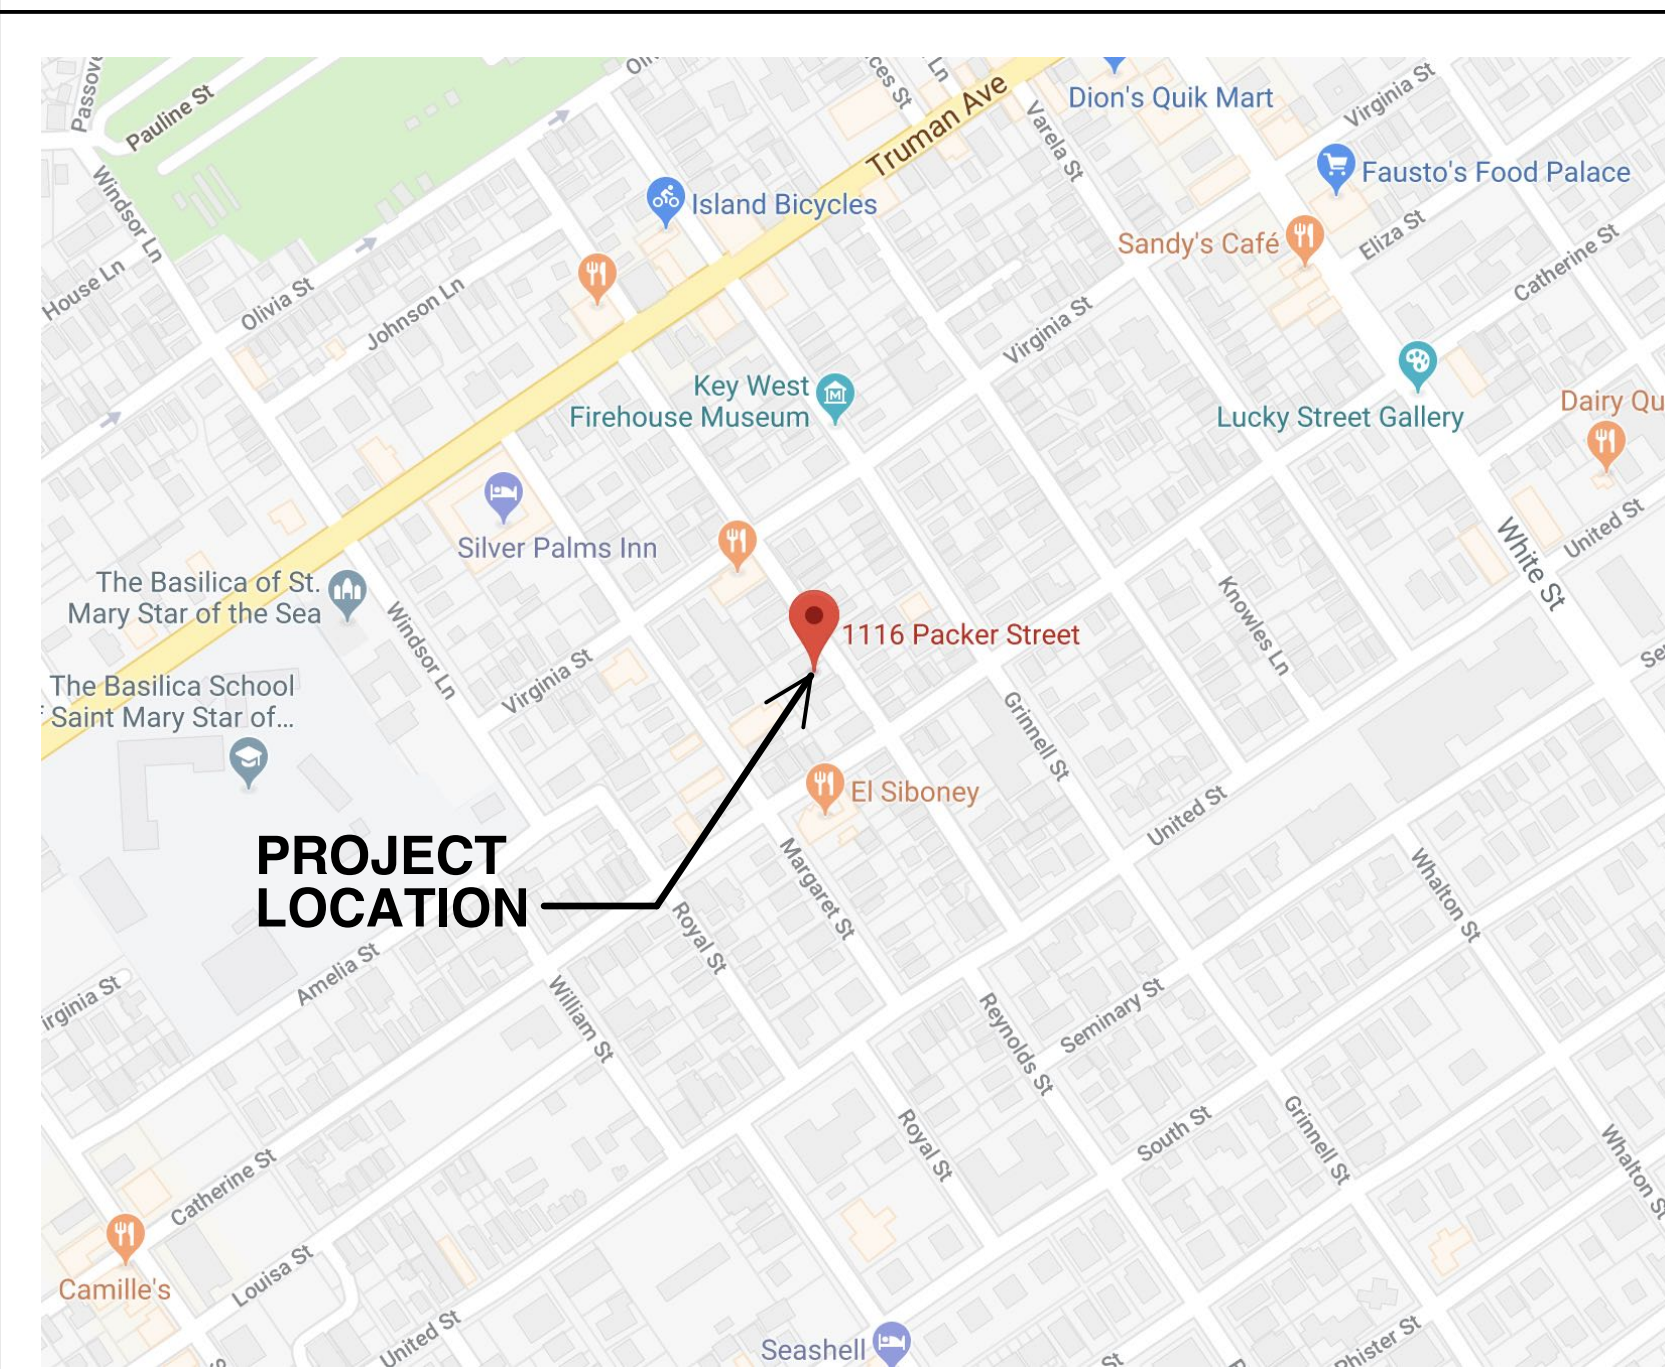 Passov
Pauline St
Windsor Ln
House Ln
Olivia St
Johnson Ln
Truman Ave
Ln
Varela St
Dion's Quik Mart
Virginia St
Fausto's Food Palace
Island Bicycles
Sandy's Café
Eliza St
Catherine St
Virginia St
Key West
Firehouse Museum
Lucky Street Gallery
Dairy Qu
United St
White St
Silver Palms Inn
The Basilica of St.
Mary Star of the Sea
Windsor Ln
Virginia St
1116 Packer Street
Knowles Ln
The Basilica School
Saint Mary Star of...
Grinnell St
El Siboney
United St
PROJECT
LOCATION
Margaret St
Whalton St
Royal St
Amelia St
irginia St
William St
Reynolds St
Seminary St
Royal St
South St
Grinnell St
Whalton S
Catherine St
Camille's
Louisa St
United St
Seashell
St
Phister St